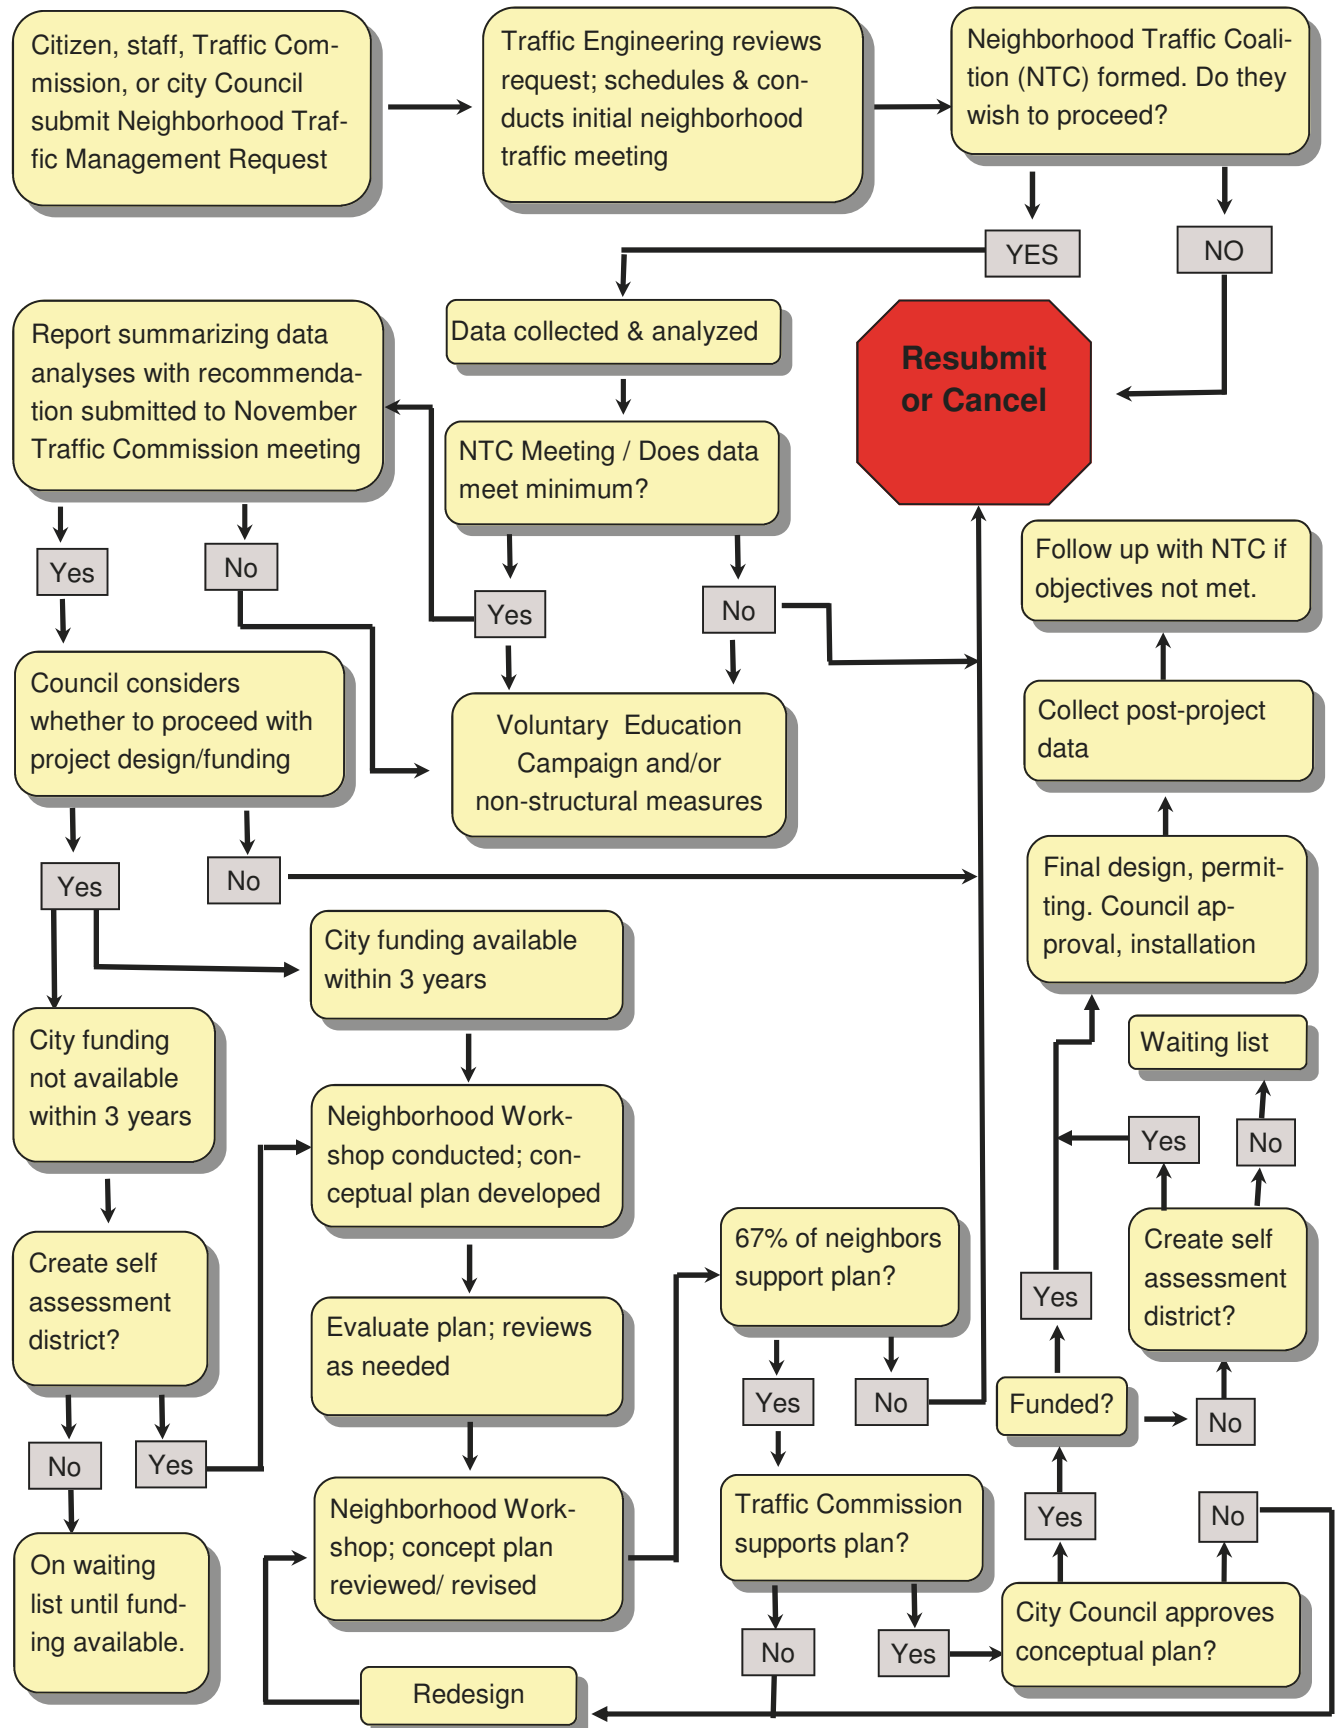 Citizen, staff, Traffic Com-
mission, or city Council
submit Neighborhood Traf-
fic Management Request
Traffic Engineering reviews
request; schedules & con-
ducts initial neighborhood
traffic meeting
Neighborhood Traffic Coali-
tion (NTC) formed. Do they
wish to proceed?
YES
NO
Data collected & analyzed
Resubmit
or Cancel
Report summarizing data
analyses with recommenda-
tion submitted to November
Traffic Commission meeting
NTC Meeting / Does data
meet minimum?
Yes
No
Yes
No
Follow up with NTC if
objectives not met.
Council considers
whether to proceed with
project design/funding
Voluntary Education
Campaign and/or
non-structural measures
Collect post-project
data
Yes
No
Final design, permit-
ting. Council ap-
proval, installation
City funding available
within 3 years
City funding
not available
within 3 years
Waiting list
Neighborhood Work-
shop conducted; con-
ceptual plan developed
Yes
No
Create self
assessment
district?
67% of neighbors
support plan?
Create self
assessment
district?
Yes
Evaluate plan; reviews
as needed
Yes
No
Funded?
No
No
Yes
Neighborhood Work-
shop; concept plan
reviewed/ revised
Traffic Commission
supports plan?
Yes
No
On waiting
list until fund-
ing available.
City Council approves
conceptual plan?
No
Yes
Redesign